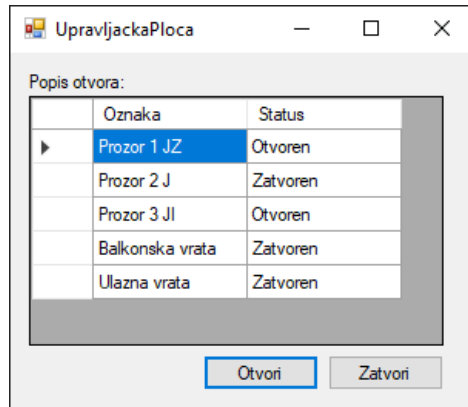 UpravljackaPloca
Popis otvora:
Oznaka Status
Prozor 1 JZ Otvoren
Prozor 2 J Zatvoren
Prozor 3 JI Otvoren
Balkonska vrata Zatvoren
Ulazna vrata Zatvoren
Otvori Zatvori